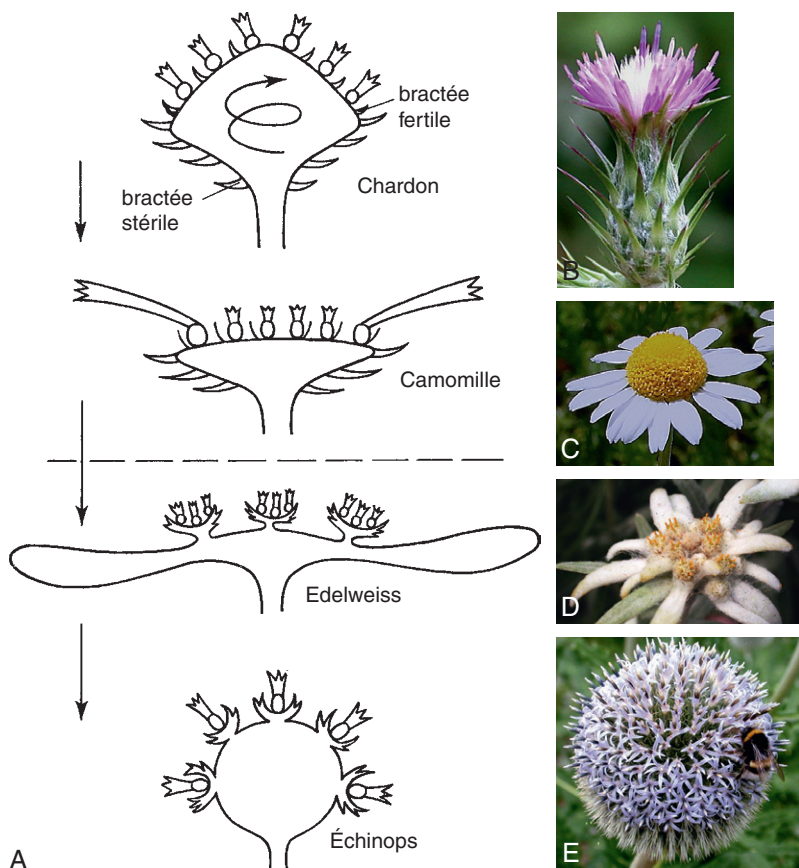 bractée
fertile
bractée
stérile
Chardon
Camomille
Edelweiss
Échinops
A
B
C
D
E